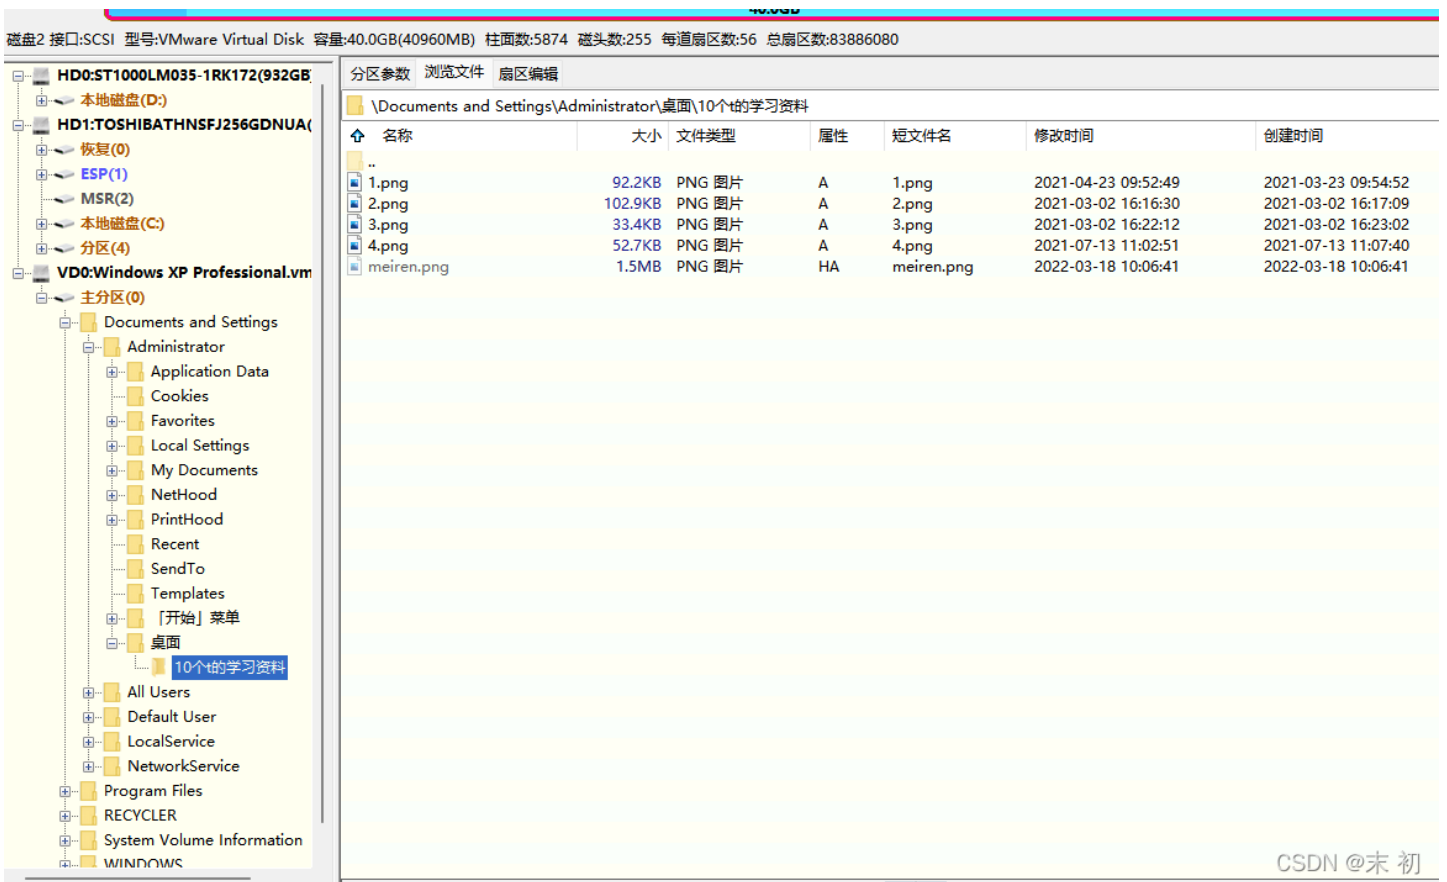 40.0GB
磁盘2 接口:SCSI 型号:VMware Virtual Disk 容量:40.0GB(40960MB) 柱面数:5874 磁头数:255 每道扇区数:56 总扇区数:83886080
HD0:ST1000LM035-1RK172(932GB)
本地磁盘(D:)
HD1:TOSHIBATHNSFJ256GDNUA(
恢复(0)
ESP(1)
MSR(2)
本地磁盘(C:)
分区(4)
VD0:Windows XP Professional.vm
主分区(0)
Documents and Settings
Administrator
Application Data
Cookies
Favorites
Local Settings
My Documents
NetHood
PrintHood
Recent
SendTo
Templates
「开始」菜单
桌面
10个t的学习资料
All Users
Default User
LocalService
NetworkService
Program Files
RECYCLER
System Volume Information
WINDOWS
分区参数 浏览文件 扇区编辑
\Documents and Settings\Administrator\桌面\10个t的学习资料
名称 大小 文件类型 属性 短文件名 修改时间 创建时间
..
1.png 92.2KB PNG 图片 A 1.png 2021-04-23 09:52:49 2021-03-23 09:54:52
2.png 102.9KB PNG 图片 A 2.png 2021-03-02 16:16:30 2021-03-02 16:17:09
3.png 33.4KB PNG 图片 A 3.png 2021-03-02 16:22:12 2021-03-02 16:23:02
4.png 52.7KB PNG 图片 A 4.png 2021-07-13 11:02:51 2021-07-13 11:07:40
meiren.png 1.5MB PNG 图片 HA meiren.png 2022-03-18 10:06:41 2022-03-18 10:06:41
CSDN @末 初